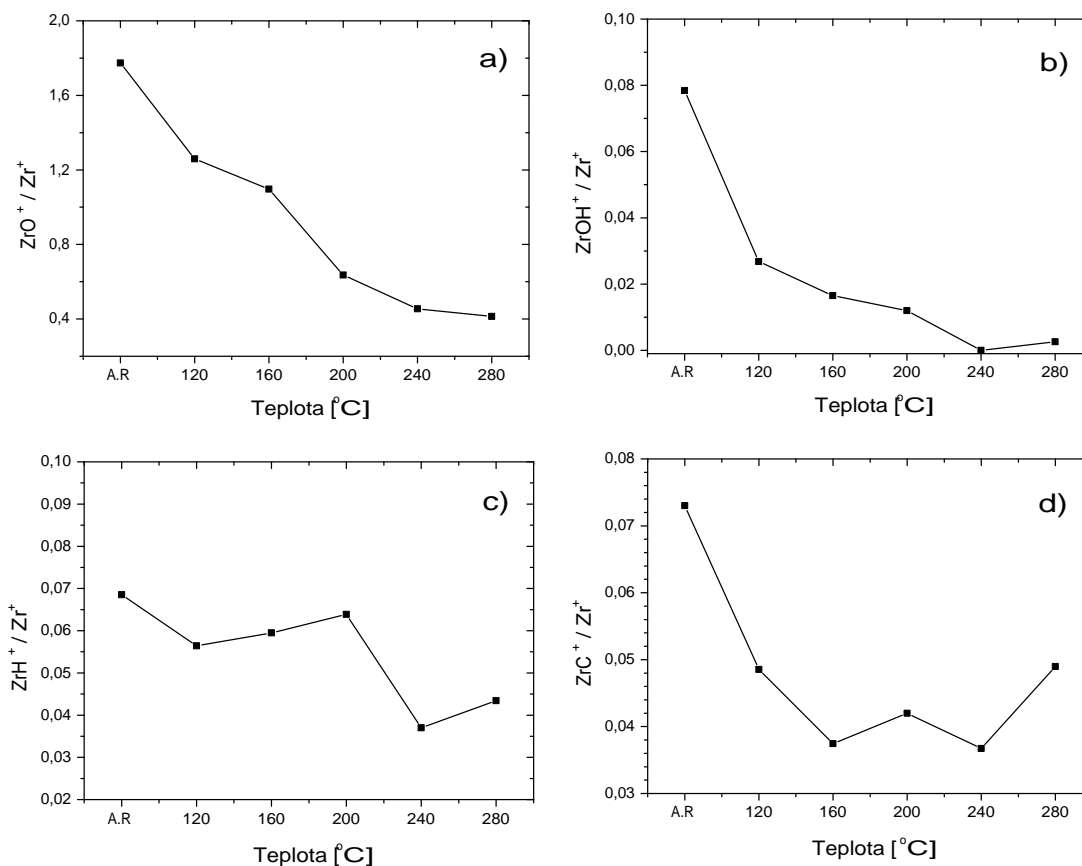 a)
2,0
1,6
1,2
0,8
0,4
ZrO⁺ / Zr⁺
A.R 120 160 200 240 280
Teplota [°C]
b)
0,10
0,08
0,06
0,04
0,02
0,00
ZrOH⁺ / Zr⁺
A.R 120 160 200 240 280
Teplota [°C]
c)
0,10
0,09
0,08
0,07
0,06
0,05
0,04
0,03
0,02
ZrH⁺ / Zr⁺
A.R 120 160 200 240 280
Teplota [°C]
d)
0,08
0,07
0,06
0,05
0,04
0,03
ZrC⁺ / Zr⁺
A.R 120 160 200 240 280
Teplota [°C]